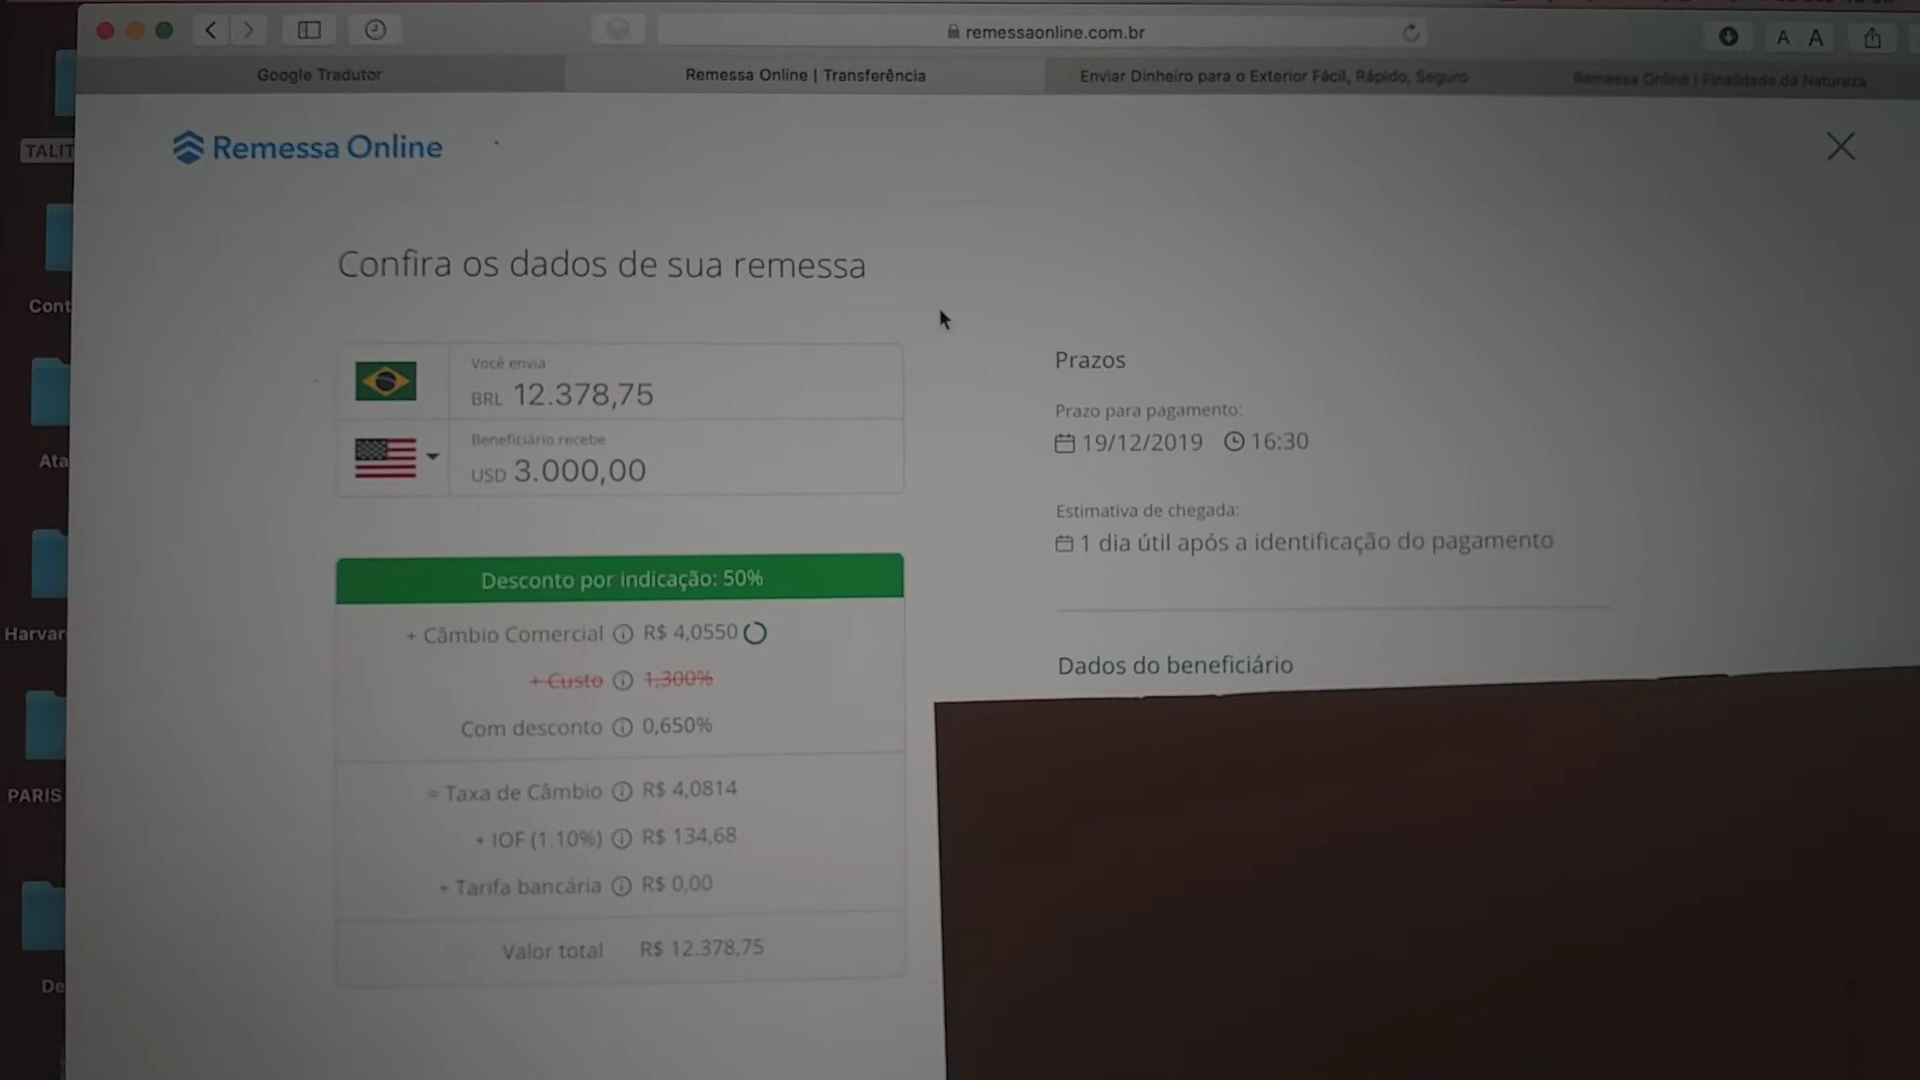 remessaonline.com.br
A A
Google Tradutor
Remessa Online | Transferência
Enviar Dinheiro para o Exterior Fácil, Rápido, Seguro
Remessa Online | Finalidade da Natureza
TALIT
Remessa Online
Confira os dados de sua remessa
Cont
Você envia
BRL 12.378,75
Beneficiário recebe
USD 3.000,00
Prazos
Prazo para pagamento:
19/12/2019 16:30
Estimativa de chegada:
1 dia útil após a identificação do pagamento
Ata
Desconto por indicação: 50%
+ Câmbio Comercial R$ 4,0550
+ Custo 1,300%
Com desconto 0,650%
Dados do beneficiário
Harvar
= Taxa de Câmbio R$ 4,0814
+ IOF (1.10%) R$ 134,68
+ Tarifa bancária R$ 0,00
PARIS
Valor total R$ 12.378,75
De